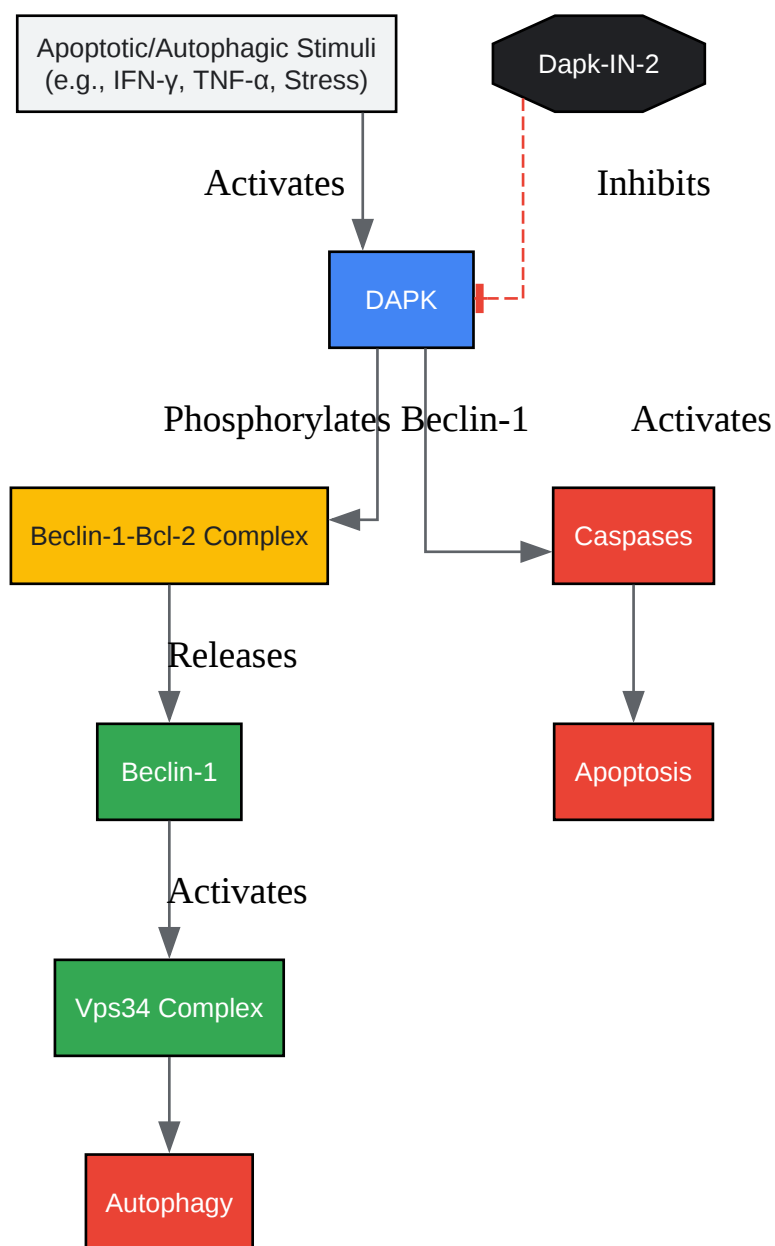 Apoptotic/Autophagic Stimuli
(e.g., IFN-γ, TNF-α, Stress)
Dapk-IN-2
Activates
Inhibits
DAPK
Phosphorylates Beclin-1
Activates
Beclin-1-Bcl-2 Complex
Caspases
Releases
Beclin-1
Apoptosis
Activates
Vps34 Complex
Autophagy